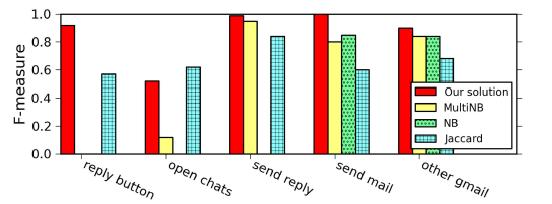 1.0
0.8
0.6
0.4
0.2
0.0
F-measure
Our solution
MultiNB
NB
Jaccard
reply button
open chats
send reply
send mail
other gmail